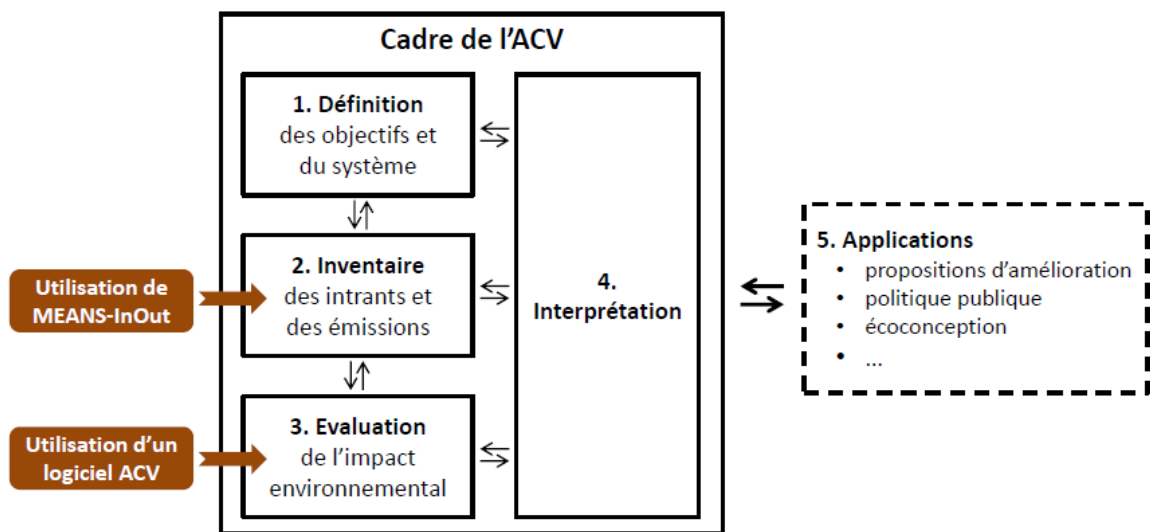 Cadre de l'ACV
1. Définition
des objectifs et
du système
2. Inventaire
des intrants et
des émissions
3. Evaluation
de l'impact
environnemental
4.
Interprétation
Utilisation de
MEANS-InOut
Utilisation d'un
logiciel ACV
5. Applications
• propositions d'amélioration
• politique publique
• écoconception
• ...